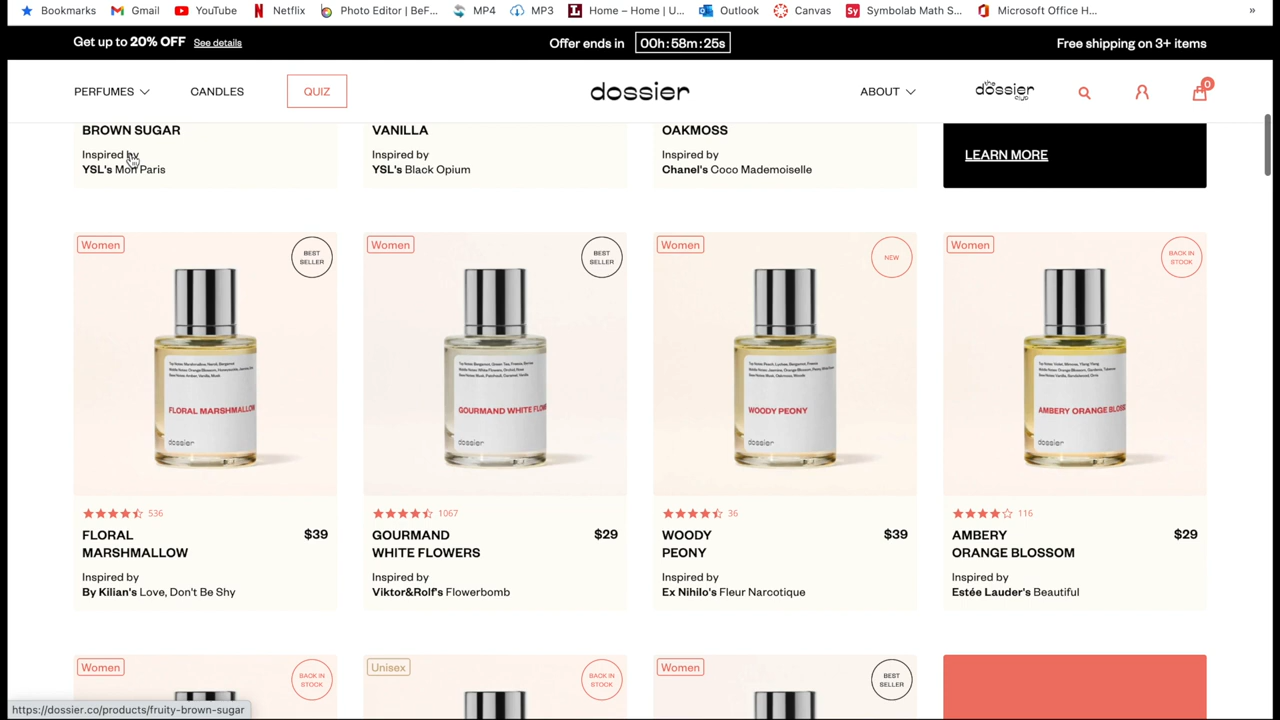 Bookmarks Gmail YouTube Netflix Photo Editor | BeF... MP4 MP3 Home – Home | U... Outlook Canvas Symbolab Math S... Microsoft Office H... »
Get up to 20% OFF See details Offer ends in 00h:58m:25s Free shipping on 3+ items
PERFUMES CANDLES QUIZ dossier ABOUT the dossier club 0
BROWN SUGAR
Inspired by
YSL's Mon Paris
VANILLA
Inspired by
YSL's Black Opium
OAKMOSS
Inspired by
Chanel's Coco Mademoiselle
LEARN MORE
Women
BEST
SELLER
FLORAL MARSHMALLOW
dossier
536
FLORAL $39
MARSHMALLOW
Inspired by
By Kilian's Love, Don't Be Shy
Women
BEST
SELLER
GOURMAND WHITE FLOW
dossier
1067
GOURMAND $29
WHITE FLOWERS
Inspired by
Viktor&Rolf's Flowerbomb
Women
NEW
WOODY PEONY
dossier
36
WOODY $39
PEONY
Inspired by
Ex Nihilo's Fleur Narcotique
Women
BACK IN
STOCK
AMBERY ORANGE BLOSS
dossier
116
AMBERY $29
ORANGE BLOSSOM
Inspired by
Estée Lauder's Beautiful
Women
BACK IN
STOCK
Unisex
BACK IN
STOCK
Women
BEST
SELLER
https://dossier.co/products/fruity-brown-sugar